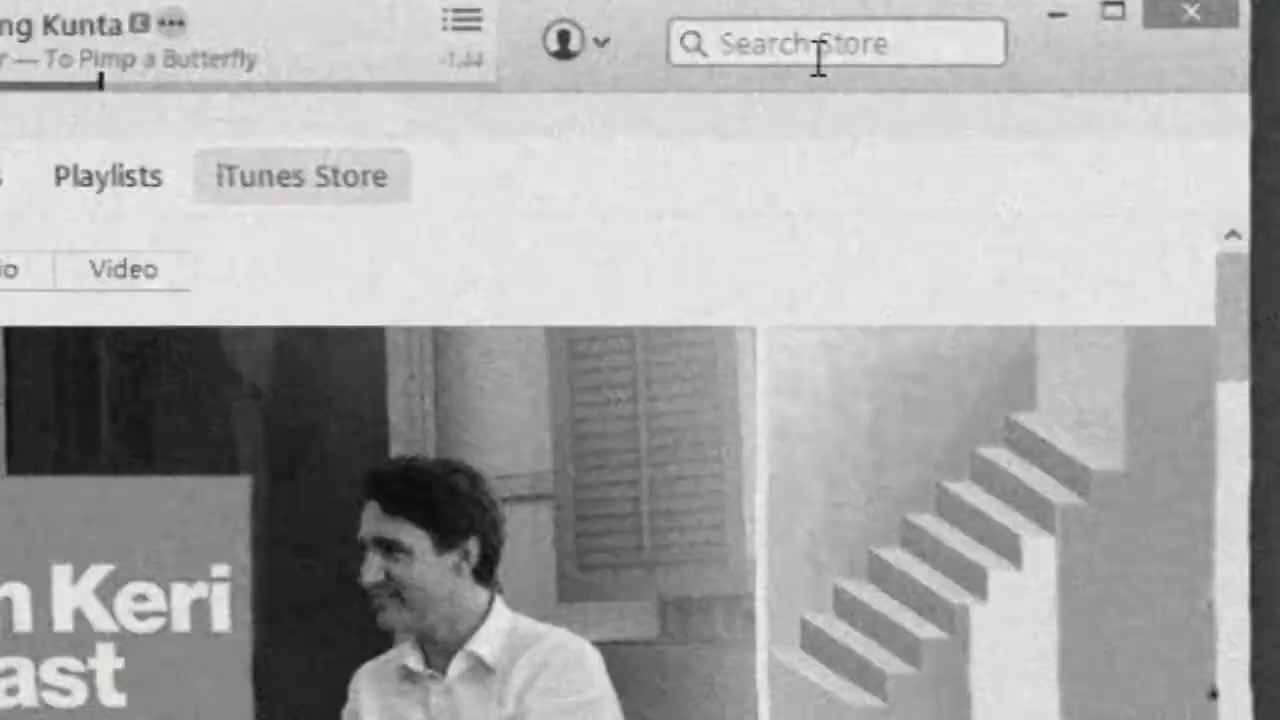 ng Kunta E •••
r — To Pimp a Butterfly
-1:44
Search Store
s Playlists iTunes Store
io Video
n Keri
ast